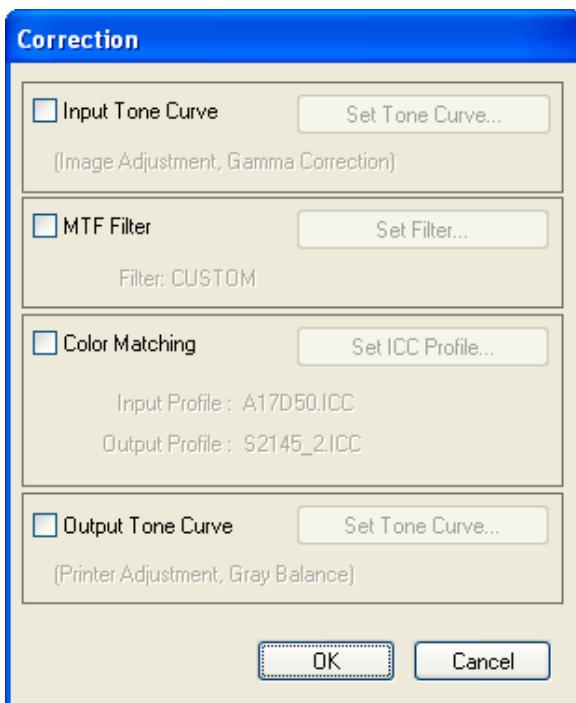 Correction
Input Tone Curve Set Tone Curve...
(Image Adjustment, Gamma Correction)
MTF Filter Set Filter...
Filter: CUSTOM
Color Matching Set ICC Profile...
Input Profile : A17D50.ICC
Output Profile : S2145_2.ICC
Output Tone Curve Set Tone Curve...
(Printer Adjustment, Gray Balance)
OK Cancel